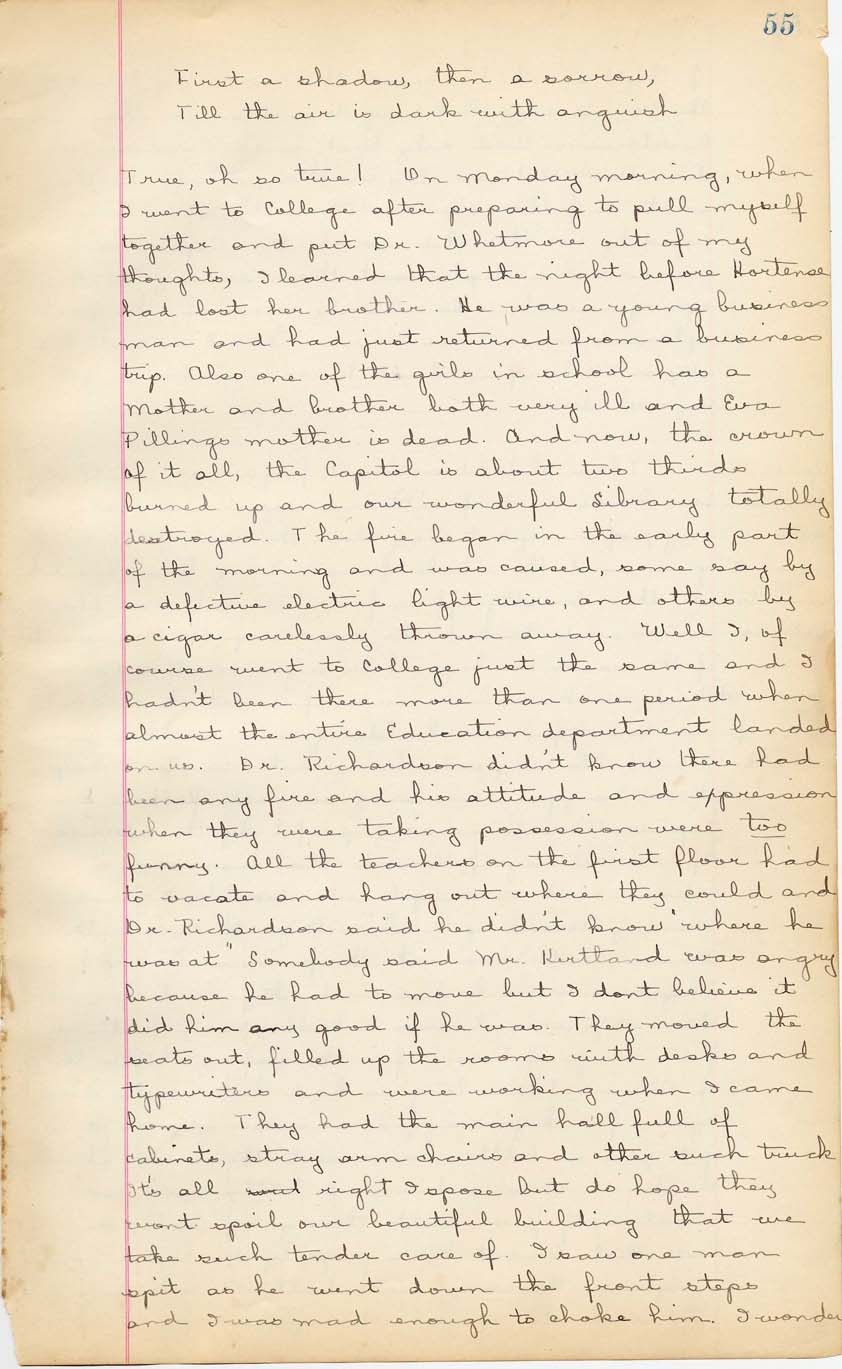 55
First a shadow, then a sorrow,
Till the air is dark with anguish
True, oh so true! On Monday morning, when
I went to College after preparing to pull myself
together and put Dr. Whetmore out of my
thoughts, I learned that the night before Hortense
had lost her brother. He was a young business
man and had just returned from a business
trip. Also one of the girls in school has a
Mother and brother both very ill and Eva
Pillings mother is dead. And now, the crown
of it all, the Capitol is about two thirds
burned up and our wonderful Library totally
destroyed. The fire began in the early part
of the morning and was caused, some say by
a defective electric light wire, and others by
a cigar carelessly thrown away. Well I, of
course went to College just the same and I
hadn't been there more than one period when
almost the entire Education department landed
on us. Dr. Richardson didn't know there had
been any fire and his attitude and expression
when they were taking possession were too
funny. All the teachers on the first floor had
to vacate and hang out where they could and
Dr. Richardson said he didn't know "where he
was at" Somebody said Mr. Kirtland was angry
because he had to move but I dont believe it
did him any good if he was. They moved the
seats out, filled up the rooms with desks and
typewriters and were working when I came
home. They had the main hall full of
cabinets, stray arm chairs and other such truck
It's all right I spose but do hope they
wont spoil our beautiful building that we
take such tender care of. I saw one man
spit as he went down the front steps
and I was mad enough to choke him. I wonder